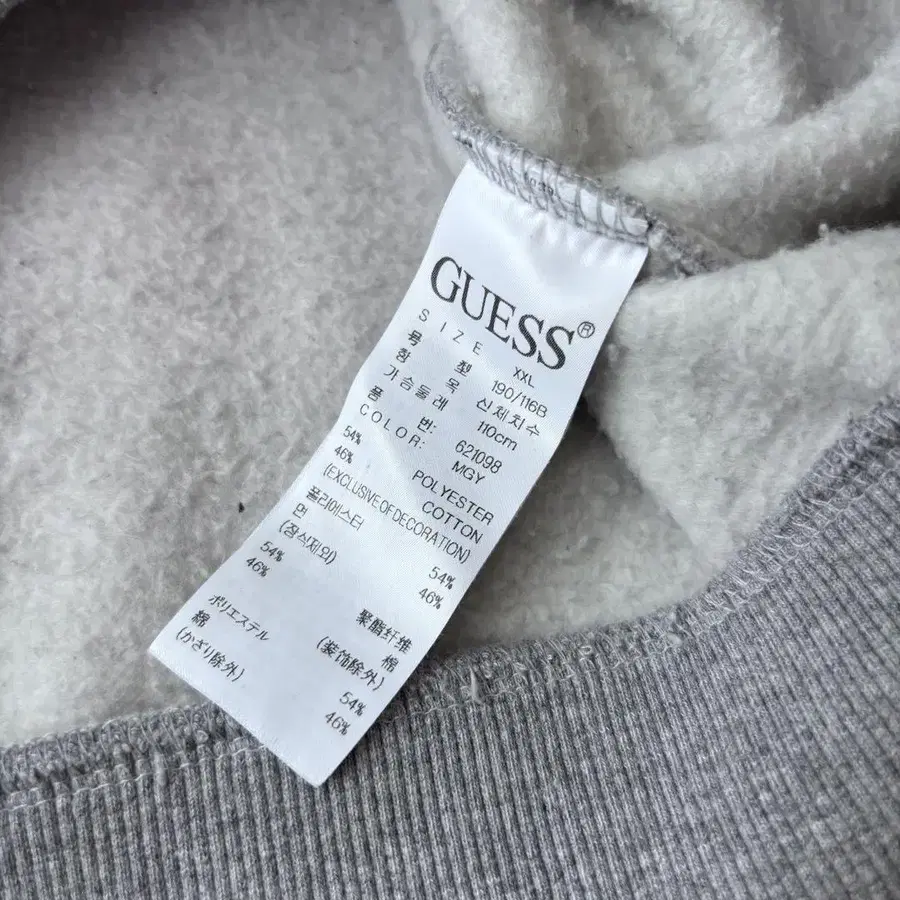 GUESS®
SIZE XXL
号 型 190/116B
항 목 신체치수
가슴둘레 110cm
품 번: 621098
COLOR: MGY
54% POLYESTER
46% COTTON
(EXCLUSIVE OF DECORATION)
폴리에스터 54%
면 46%
(장식제외)
54% 聚酯纤维
46% 棉
(装饰除外)
ポリエステル 54%
綿 46%
(かざり除外)